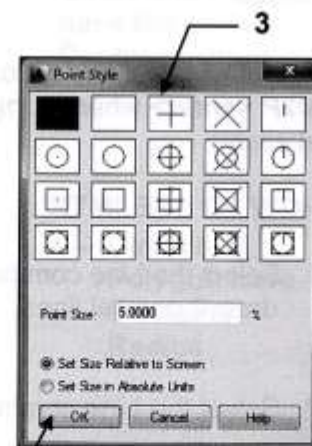 3
Point Style
Point Size: 5.0000 %
Set Size Relative to Screen
Set Size in Absolute Units
OK Cancel Help